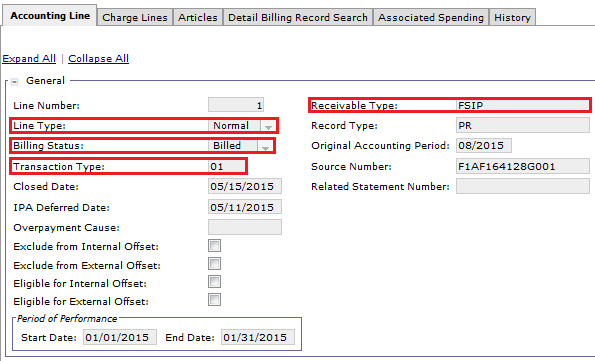 Accounting Line Charge Lines Articles Detail Billing Record Search Associated Spending History
Expand All | Collapse All
General
Line Number: 1
Receivable Type: FSIP
Line Type: Normal
Record Type: PR
Billing Status: Billed
Original Accounting Period: 08/2015
Transaction Type: 01
Source Number: F1AF164128G001
Closed Date: 05/15/2015
Related Statement Number:
IPA Deferred Date: 05/11/2015
Overpayment Cause:
Exclude from Internal Offset:
Exclude from External Offset:
Eligible for Internal Offset:
Eligible for External Offset:
Period of Performance
Start Date: 01/01/2015 End Date: 01/31/2015